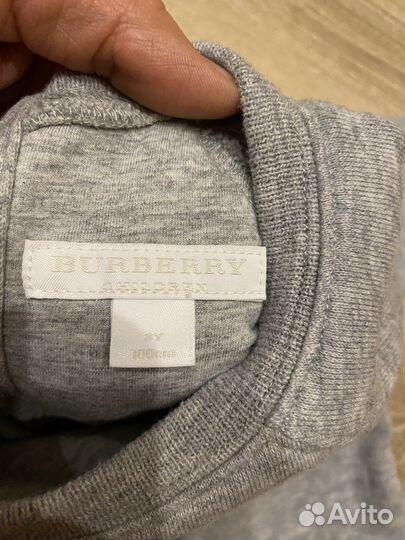 BURBERRY
CHILDREN
3Y
100cm
Avito